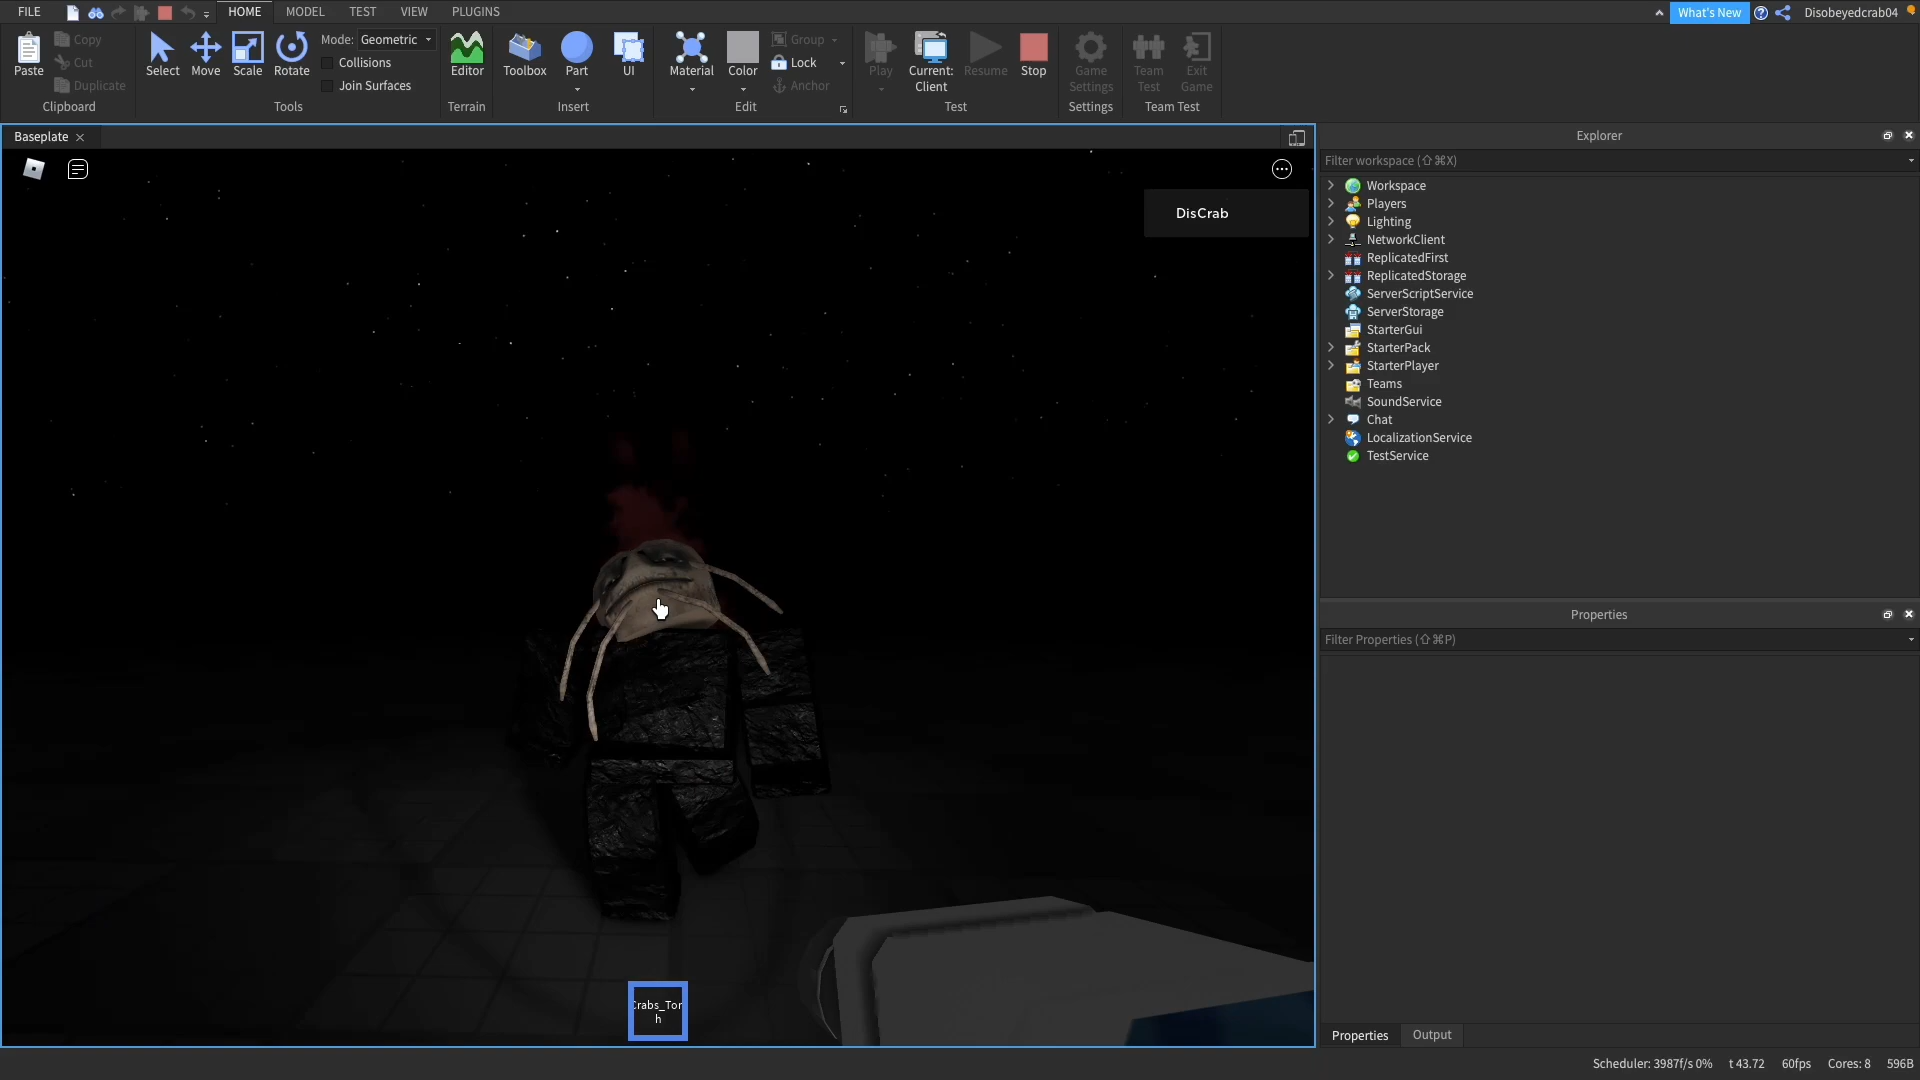 FILE HOME MODEL TEST VIEW PLUGINS What's New Disobeyedcrab04
Paste Copy Cut Duplicate Clipboard
Select Move Scale Rotate Mode: Geometric Collisions Join Surfaces Tools
Editor Terrain
Toolbox Part UI Insert
Material Color Group Lock Anchor Edit
Play Current: Client Resume Stop Test
Game Settings Settings
Team Test Exit Game Team Test
Baseplate
DisCrab
Crabs_Tor
h
Explorer
Filter workspace (⇧⌘X)
Workspace
Players
Lighting
NetworkClient
ReplicatedFirst
ReplicatedStorage
ServerScriptService
ServerStorage
StarterGui
StarterPack
StarterPlayer
Teams
SoundService
Chat
LocalizationService
TestService
Properties
Filter Properties (⇧⌘P)
Properties Output
Scheduler: 3987f/s 0% t 43.72 60fps Cores: 8 596B